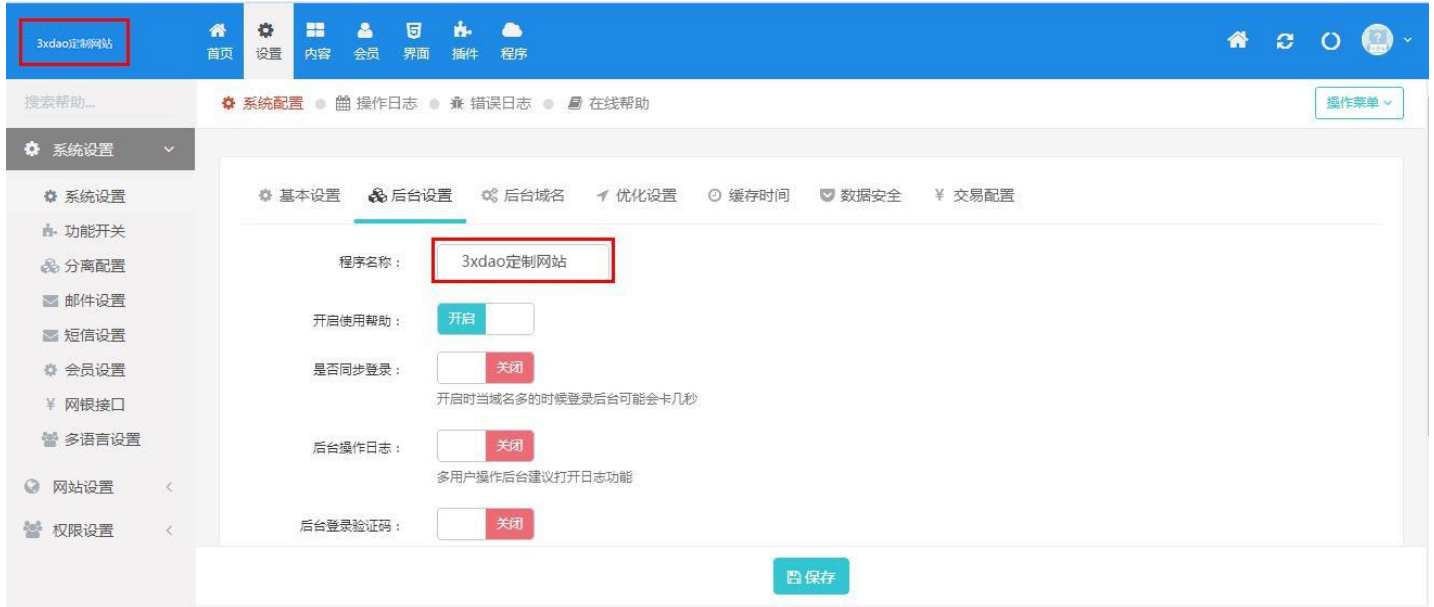 3xdao定制网站
首页 设置 内容 会员 界面 插件 程序
搜索帮助...
系统配置 操作日志 错误日志 在线帮助
操作菜单
系统设置
系统设置
功能开关
分离配置
邮件设置
短信设置
会员设置
¥ 网银接口
多语言设置
网站设置
权限设置
基本设置 后台设置 后台域名 优化设置 缓存时间 数据安全 ¥ 交易配置
程序名称： 3xdao定制网站
开启使用帮助： 开启
是否同步登录： 关闭
开启时当域名多的时候登录后台可能会卡几秒
后台操作日志： 关闭
多用户操作后台建议打开日志功能
后台登录验证码： 关闭
保存